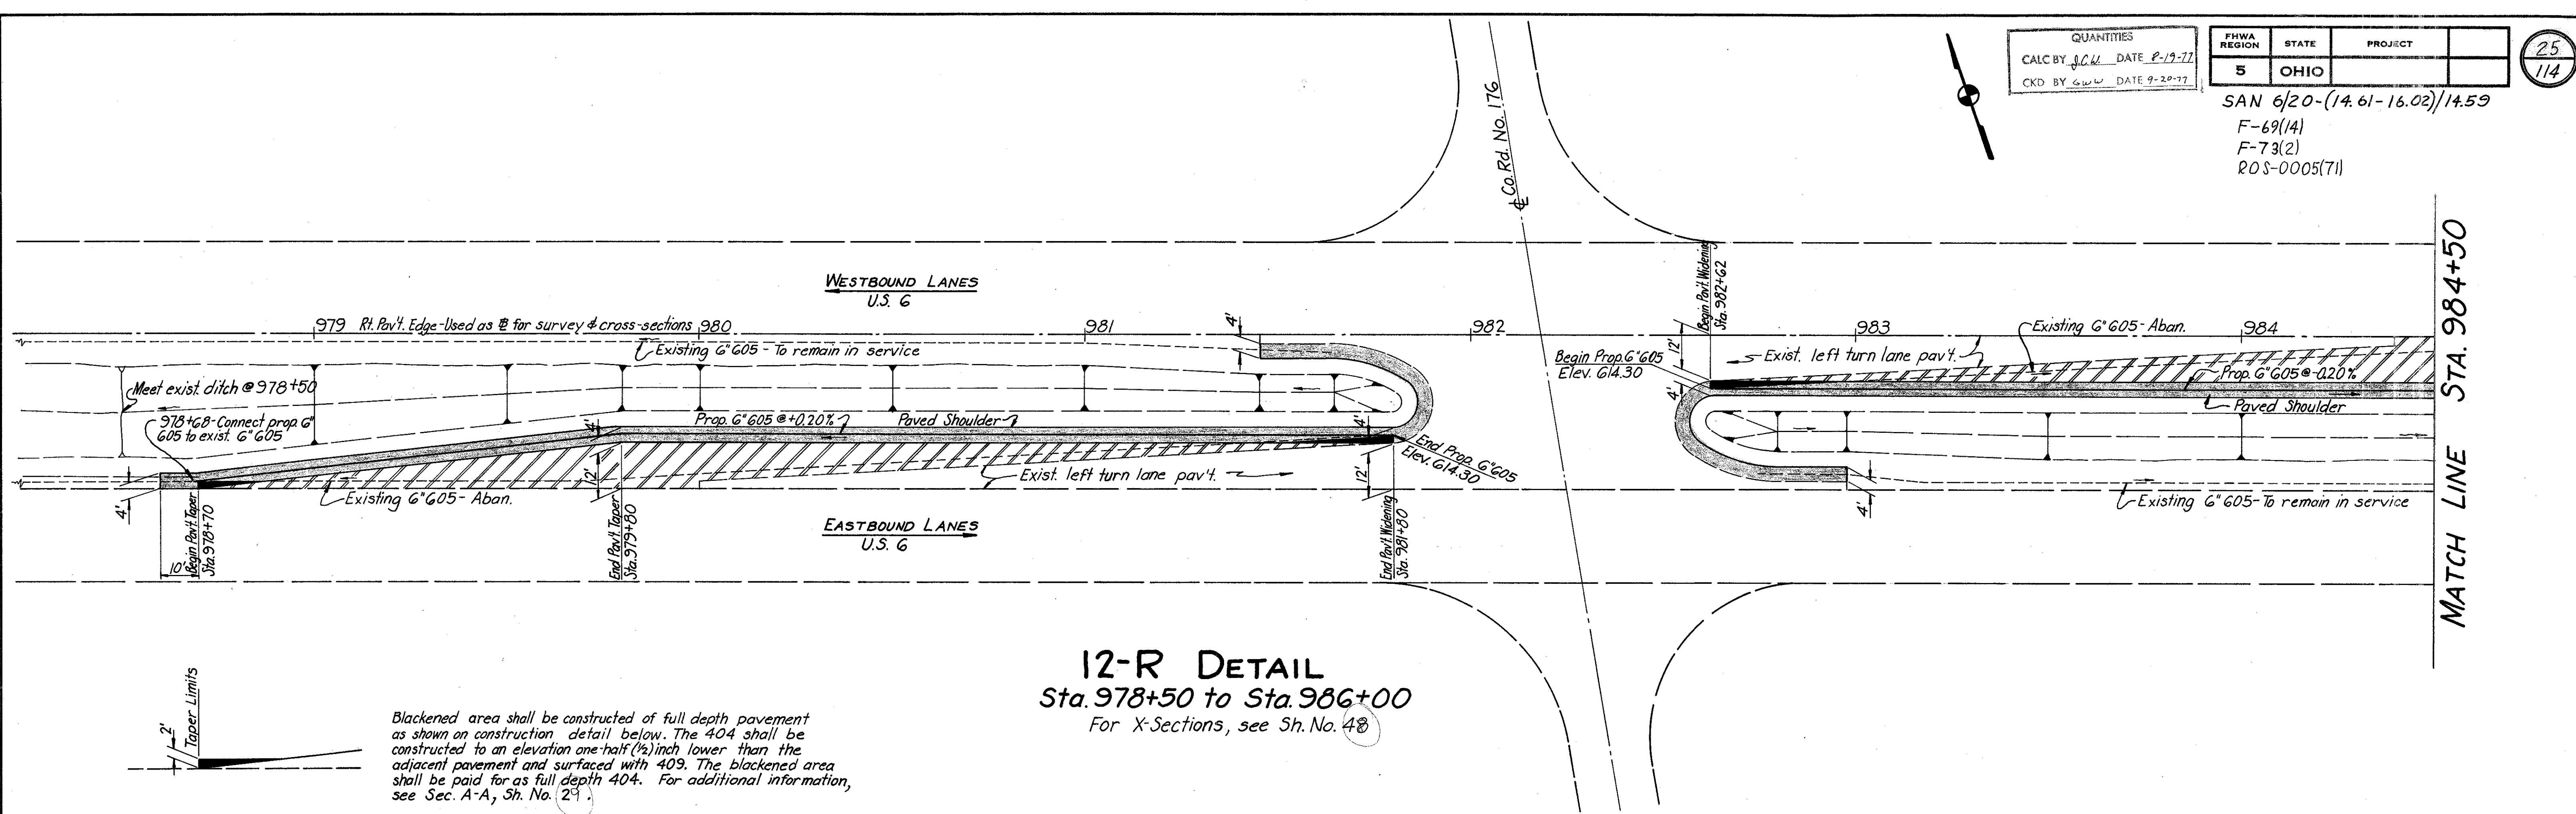 QUANTITIES
CALC BY J.C.W. DATE 8-19-77
CKD BY GWW DATE 9-20-77
FHWA REGION STATE PROJECT
5 OHIO
25
114
SAN 6/20-(14.61-16.02)/14.59
F-69(14)
F-73(2)
ROS-0005(71)
℄ Co. Rd. No. 176
WESTBOUND LANES
U.S. 6
Begin Pav't. Widening
Sta. 982+62
979 Rt. Pav't. Edge-Used as ⅊ for survey & cross-sections 980
981
982
983
984
Existing 6" 605 - To remain in service
4'
12'
Begin Prop. 6" 605
Elev. 614.30
Exist. left turn lane pav't.
Existing 6" 605 - Aban.
Prop. 6" 605 @ -0.20%
Paved Shoulder
4'
Meet exist. ditch @ 978+50
978+68-Connect prop. 6"
605 to exist. 6" 605
4'
Prop. 6" 605 @ +0.20%
Paved Shoulder
4'
End Prop. 6" 605
Elev. 614.30
12'
12'
Exist. left turn lane pav't.
Existing 6" 605 - Aban.
4'
10'
Begin Pav't. Taper
Sta. 978+70
End Pav't. Taper
Sta. 979+80
End Pav't. Widening
Sta. 981+80
4'
Existing 6" 605 - To remain in service
EASTBOUND LANES
U.S. 6
MATCH LINE STA. 984+50
12-R DETAIL
Sta. 978+50 to Sta. 986+00
For X-Sections, see Sh. No. 48
2'
Taper Limits
Blackened area shall be constructed of full depth pavement
as shown on construction detail below. The 404 shall be
constructed to an elevation one-half (½) inch lower than the
adjacent pavement and surfaced with 409. The blackened area
shall be paid for as full depth 404. For additional information,
see Sec. A-A, Sh. No. 29.